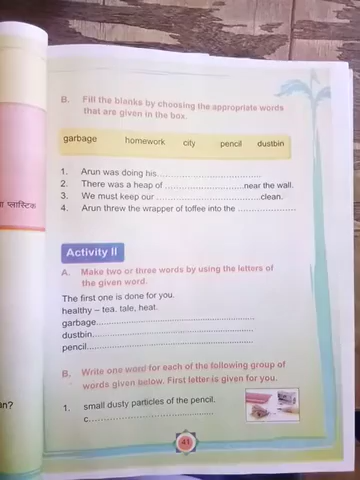 B. Fill the blanks by choosing the appropriate words
that are given in the box.
garbage homework city pencil dustbin
1. Arun was doing his..............................
2. There was a heap of ..........................near the wall.
3. We must keep our ..................................clean.
4. Arun threw the wrapper of toffee into the ...................
प्लास्टिक
Activity II
A. Make two or three words by using the letters of
the given word.
The first one is done for you.
healthy – tea. tale, heat.
garbage..................................................
dustbin..................................................
pencil..................................................
B. Write one word for each of the following group of
words given below. First letter is given for you.
1. small dusty particles of the pencil.
c..........................................
an?
41